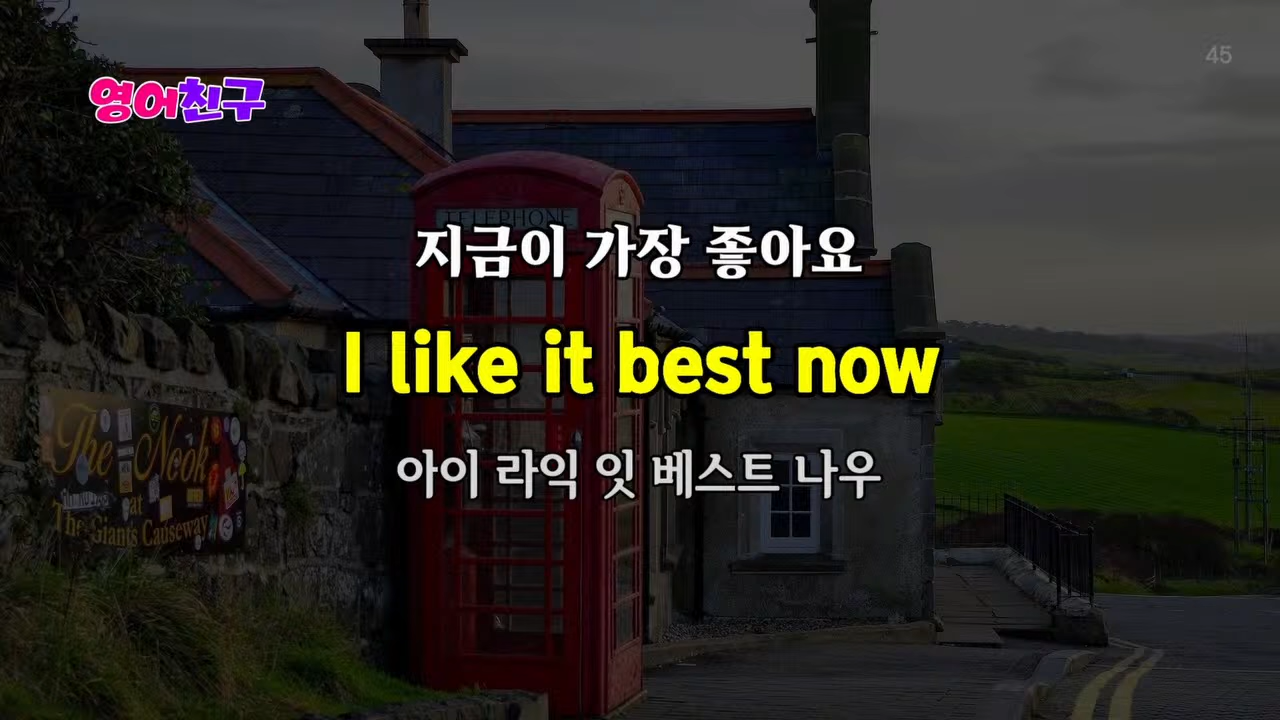 영어친구
45
TELEPHONE
지금이 가장 좋아요
I like it best now
아이 라익 잇 베스트 나우
The Nook
at
The Giants Causeway